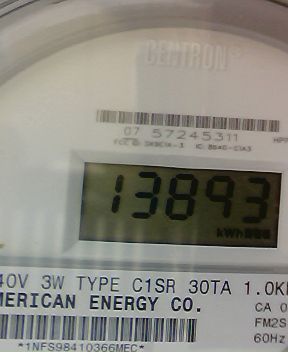 CENTRON®
07 57245311
13893
kWh
40V 3W TYPE C1SR 30TA 1.0K
MERICAN ENERGY CO.
CA 0
FM2S
60Hz
*1NFS98410366MEC*